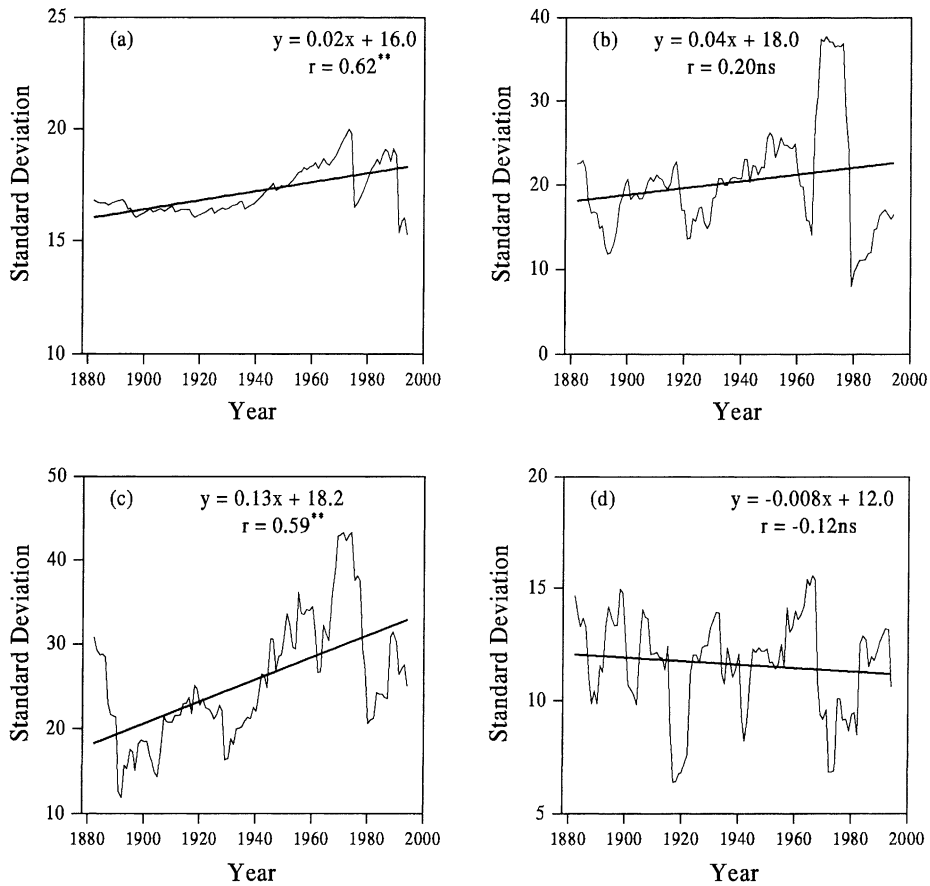 (a)
y = 0.02x + 16.0
r = 0.62**
25
20
15
10
Standard Deviation
1880 1900 1920 1940 1960 1980 2000
Year
(b)
y = 0.04x + 18.0
r = 0.20ns
40
30
20
10
0
Standard Deviation
1880 1900 1920 1940 1960 1980 2000
Year
(c)
y = 0.13x + 18.2
r = 0.59**
50
40
30
20
10
Standard Deviation
1880 1900 1920 1940 1960 1980 2000
Year
(d)
y = -0.008x + 12.0
r = -0.12ns
20
15
10
5
Standard Deviation
1880 1900 1920 1940 1960 1980 2000
Year